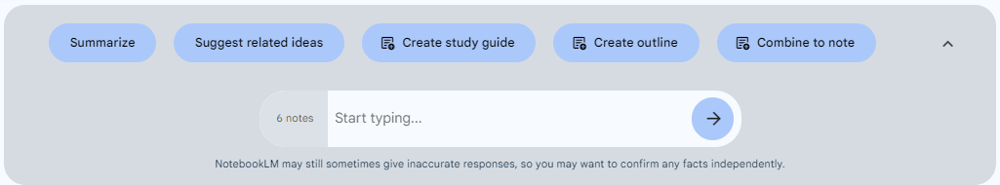 Summarize Suggest related ideas Create study guide Create outline Combine to note
6 notes Start typing...
NotebookLM may still sometimes give inaccurate responses, so you may want to confirm any facts independently.